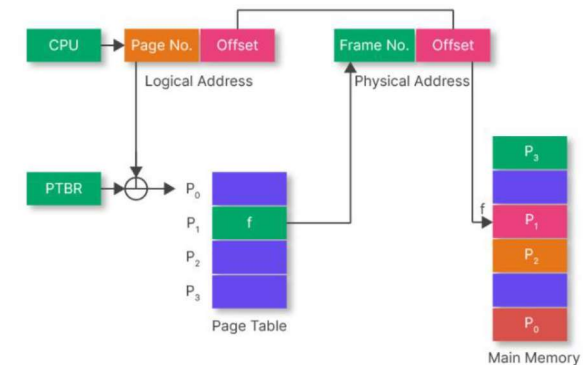 CPU
Page No.
Offset
Frame No.
Offset
Logical Address
Physical Address
PTBR
P₀
P₁
f
P₂
P₃
Page Table
f
P₃
P₁
P₂
P₀
Main Memory